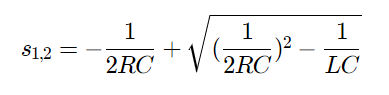 s_{1,2} = -\frac{1}{2RC} + \sqrt{(\frac{1}{2RC})^2 - \frac{1}{LC}}